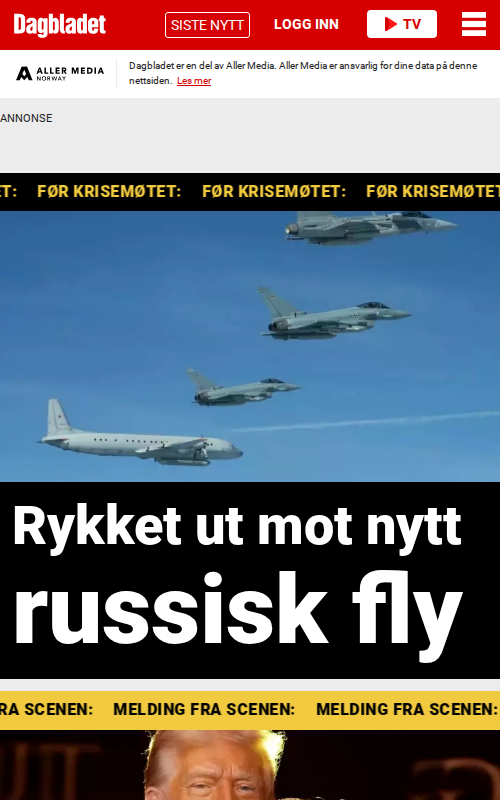 Dagbladet
SISTE NYTT
LOGG INN
TV
ALLER MEDIA
NORWAY
Dagbladet er en del av Aller Media. Aller Media er ansvarlig for dine data på denne
nettsiden. Les mer
ANNONSE
ET: FØR KRISEMØTET: FØR KRISEMØTET: FØR KRISEMØTET
Rykket ut mot nytt
russisk fly
RA SCENEN: MELDING FRA SCENEN: MELDING FRA SCENEN: